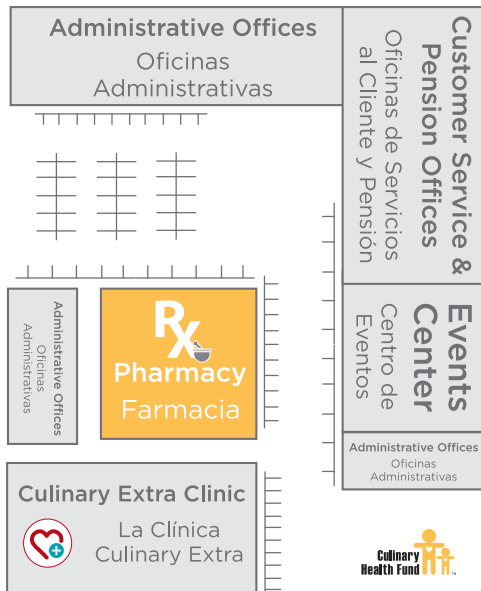 Administrative Offices
Oficinas
Administrativas
Customer Service &
Pension Offices
Oficinas de Servicios
al Cliente y Pensión
Events
Center
Centro de
Eventos
Administrative Offices
Oficinas
Administrativas
Administrative Offices
Oficinas
Administrativas
Rx
Pharmacy
Farmacia
Culinary Extra Clinic
La Clínica
Culinary Extra
Culinary
Health Fund™